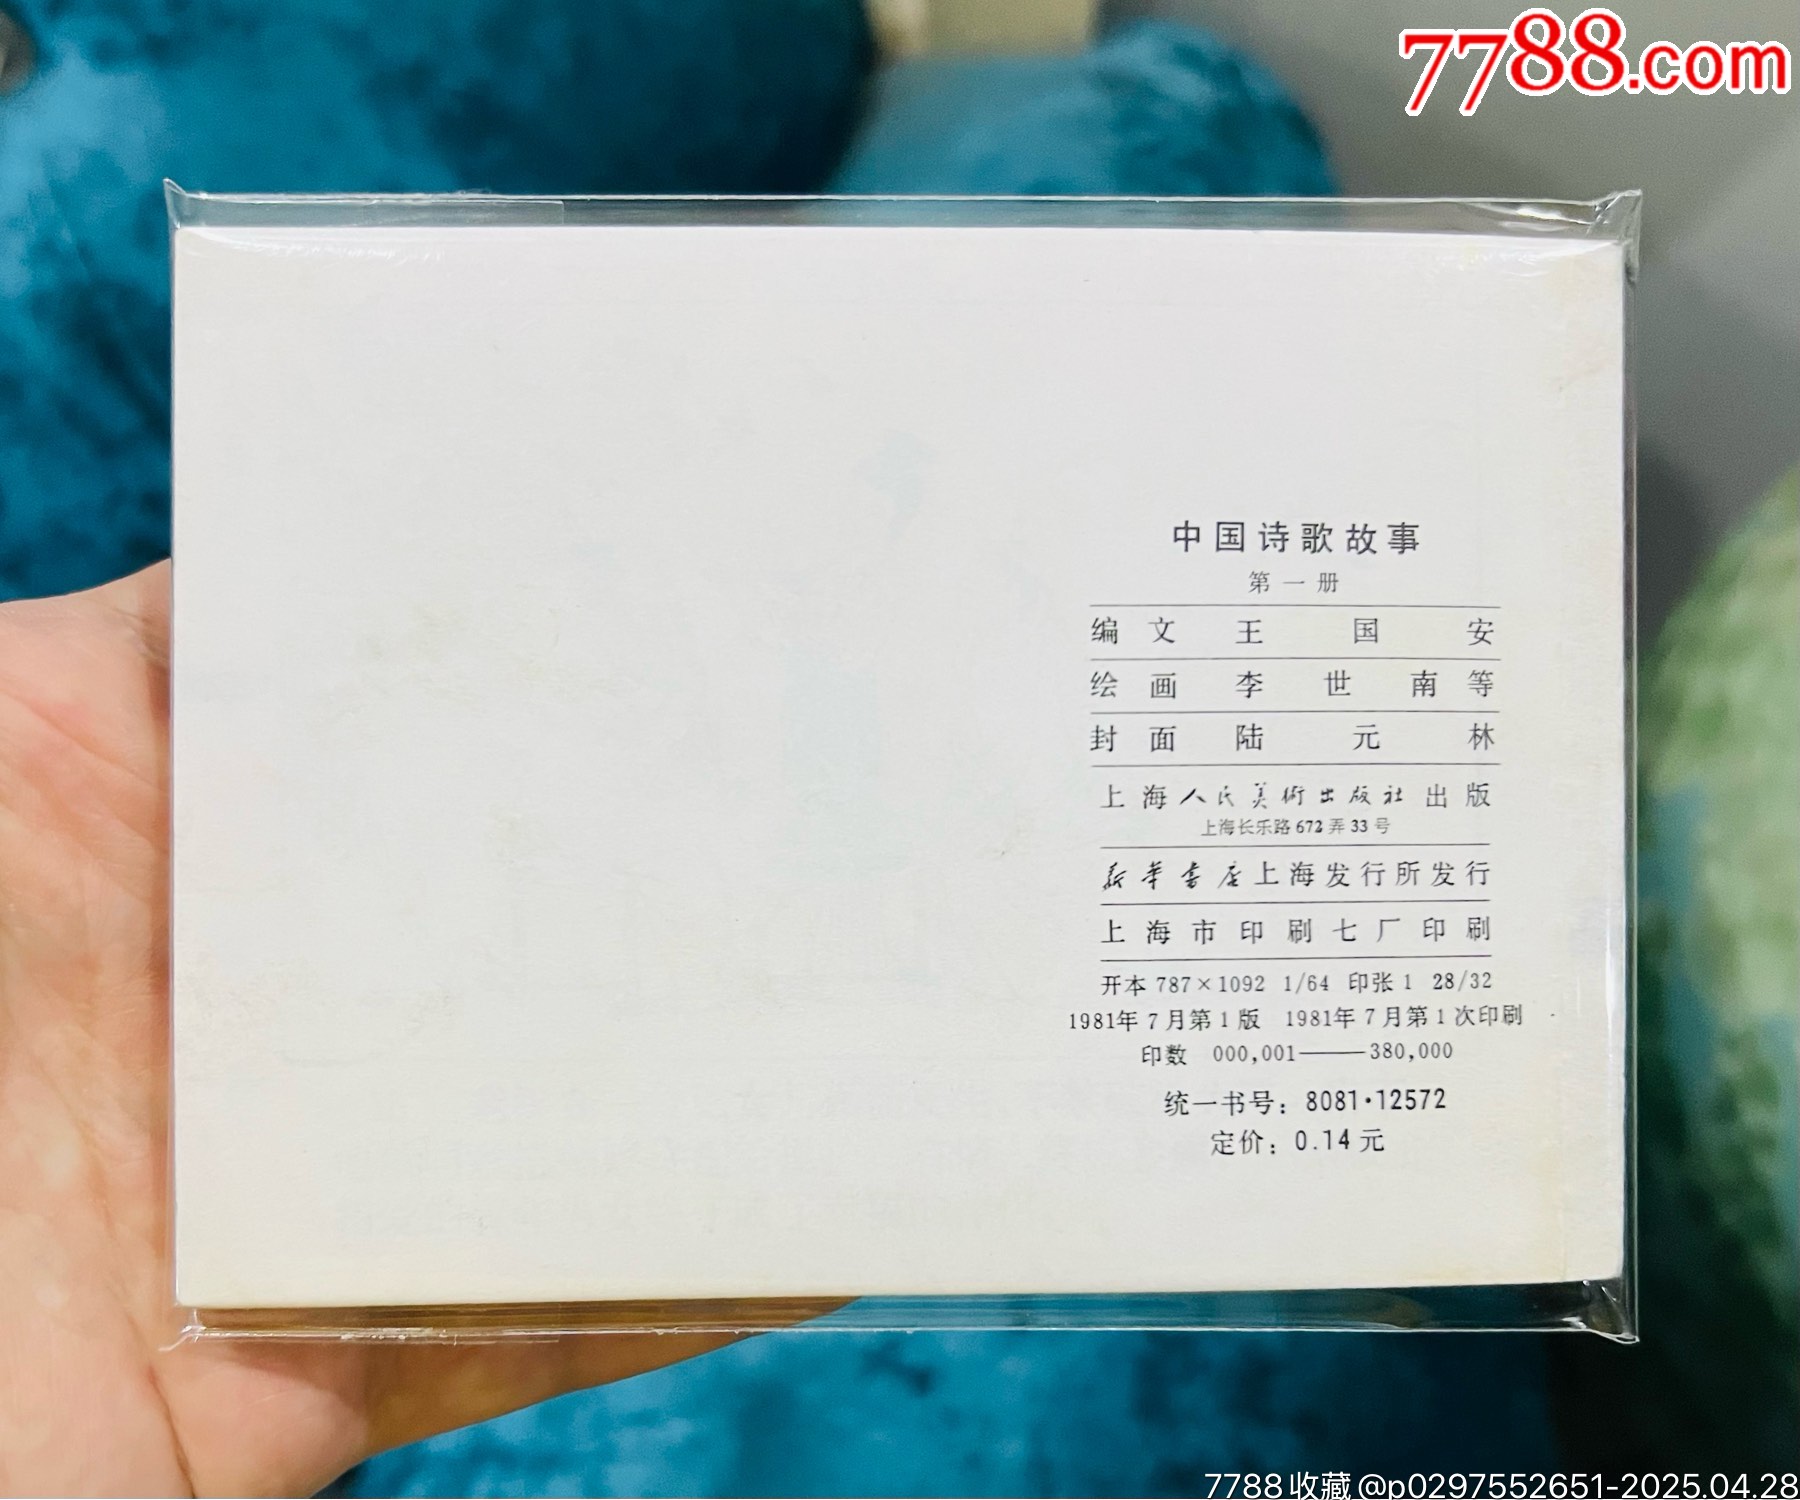 7788.com
中国诗歌故事
第一册
编文 王国安
绘画 李世南等
封面 陆元林
上海人民美術出版社出版
上海长乐路672弄33号
新华书店上海发行所发行
上海市印刷七厂印刷
开本 787×1092 1/64 印张 1 28/32
1981年7月第1版 1981年7月第1次印刷
印数 000,001——380,000
统一书号：8081·12572
定价：0.14元
7788收藏@p0297552651-2025.04.28